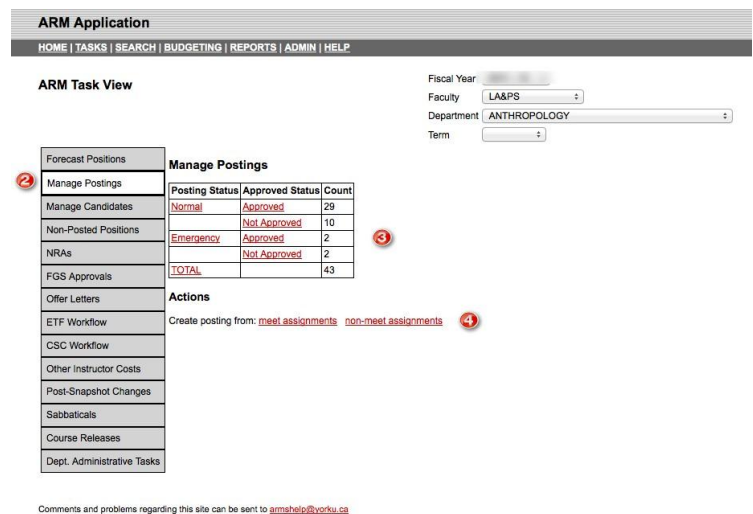 ARM Application
HOME | TASKS | SEARCH | BUDGETING | REPORTS | ADMIN | HELP
ARM Task View
Fiscal Year
Faculty LA&PS
Department ANTHROPOLOGY
Term
Forecast Positions
2
Manage Postings
Manage Candidates
Non-Posted Positions
NRAs
FGS Approvals
Offer Letters
ETF Workflow
CSC Workflow
Other Instructor Costs
Post-Snapshot Changes
Sabbaticals
Course Releases
Dept. Administrative Tasks
Manage Postings
Posting Status Approved Status Count
Normal Approved 29
Not Approved 10
Emergency Approved 2
Not Approved 2
TOTAL 43
3
Actions
Create posting from: meet assignments non-meet assignments 4
Comments and problems regarding this site can be sent to armshelp@yorku.ca